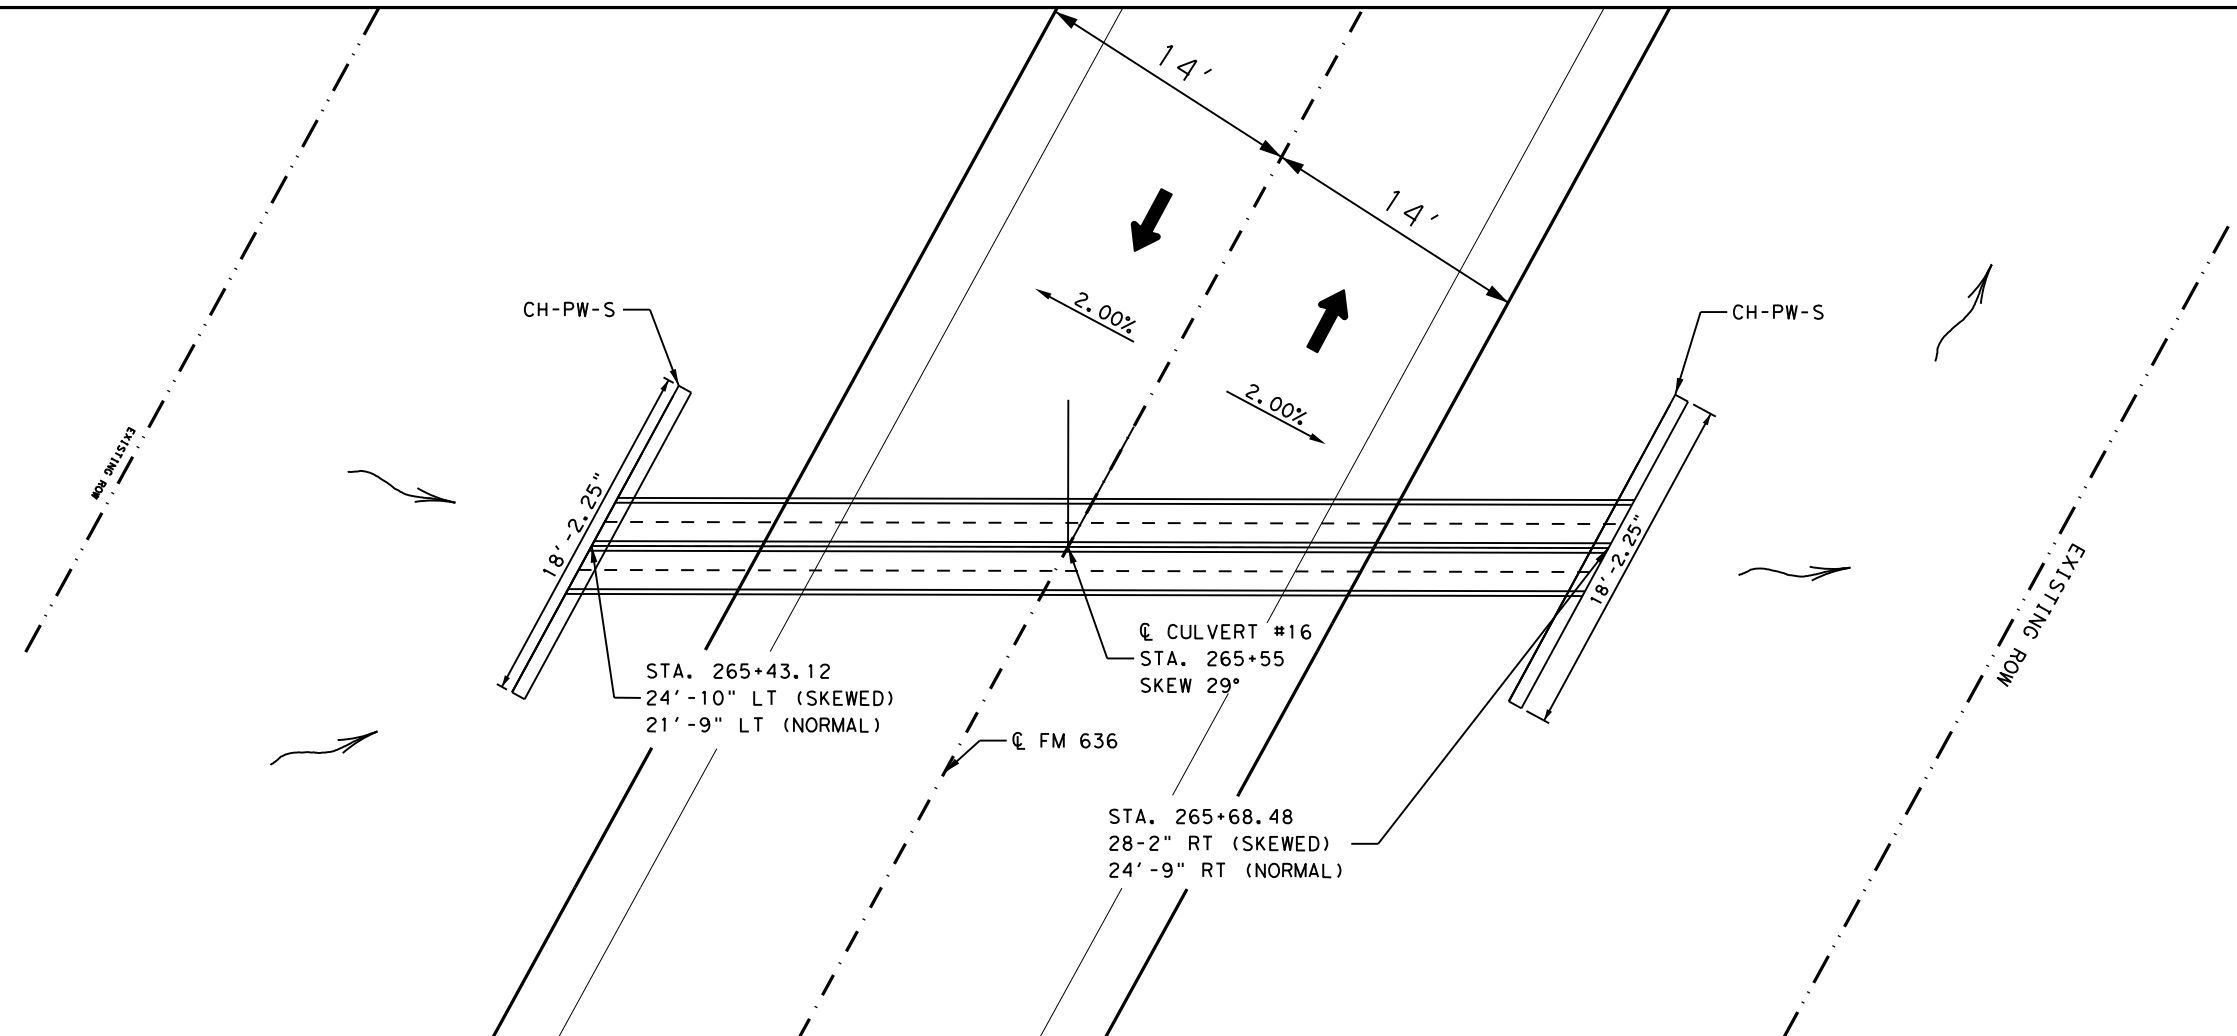 14'
14'
2.00%
2.00%
CH-PW-S
CH-PW-S
EXISTING ROW
18'-2.25"
18'-2.25"
EXISTING ROW
℄ CULVERT #16
STA. 265+55
SKEW 29°
STA. 265+43.12
24'-10" LT (SKEWED)
21'-9" LT (NORMAL)
℄ FM 636
STA. 265+68.48
28-2" RT (SKEWED)
24'-9" RT (NORMAL)